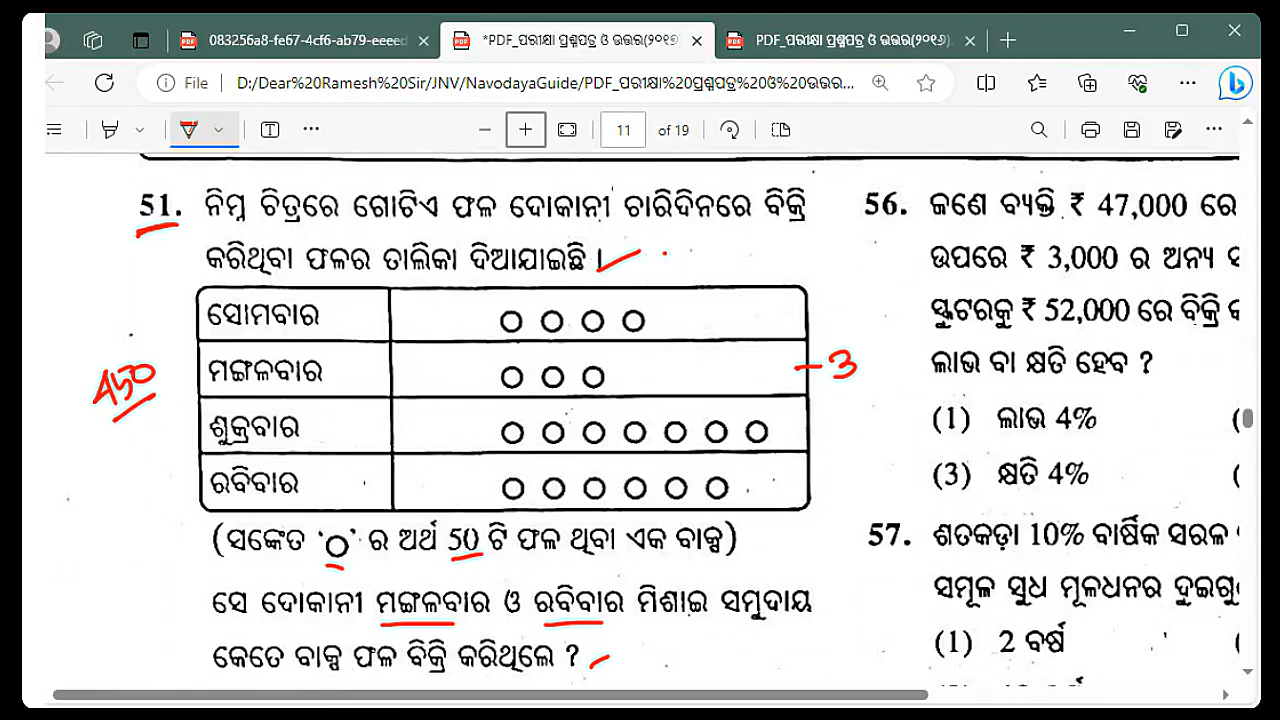 083256a8-fe67-4cf6-ab79-eeeed
*PDF_ପରୀକ୍ଷା ପ୍ରଶ୍ନପତ୍ର ଓ ଉତ୍ତର(୨୦୧୭)
PDF_ପରୀକ୍ଷା ପ୍ରଶ୍ନପତ୍ର ଓ ଉତ୍ତର(୨୦୧୬)
File
D:/Dear%20Ramesh%20Sir/JNV/NavodayaGuide/PDF_ପରୀକ୍ଷା%20ପ୍ରଶ୍ନପତ୍ର%20ଓ%20ଉତ୍ତର...
11 of 19
51. ନିମ୍ନ ଚିତ୍ରରେ ଗୋଟିଏ ଫଳ ଦୋକାନୀ ଚାରିଦିନରେ ବିକ୍ରି
କରିଥିବା ଫଳର ତାଲିକା ଦିଆଯାଇଛି ।
ସୋମବାର
ମଙ୍ଗଳବାର
3
450
ଶୁକ୍ରବାର
ରବିବାର
(ସଙ୍କେତ ‘O’ ର ଅର୍ଥ 50 ଟି ଫଳ ଥିବା ଏକ ବାକ୍ସ)
ସେ ଦୋକାନୀ ମଙ୍ଗଳବାର ଓ ରବିବାର ମିଶାଇ ସମୁଦାୟ
କେତେ ବାକ୍ସ ଫଳ ବିକ୍ରି କରିଥିଲେ ?
56. ଜଣେ ବ୍ୟକ୍ତି ₹ 47,000 ରେ
ଉପରେ ₹ 3,000 ର ଅନ୍ୟ
ସ୍କୁଟରକୁ ₹ 52,000 ରେ ବିକ୍ରି
ଲାଭ ବା କ୍ଷତି ହେବ ?
(1) ଲାଭ 4%
(3) କ୍ଷତି 4%
57. ଶତକଡ଼ା 10% ବାର୍ଷିକ ସରଳ
ସମୂଳ ସୁଧ ମୂଳଧନର
(1) 2 ବର୍ଷ